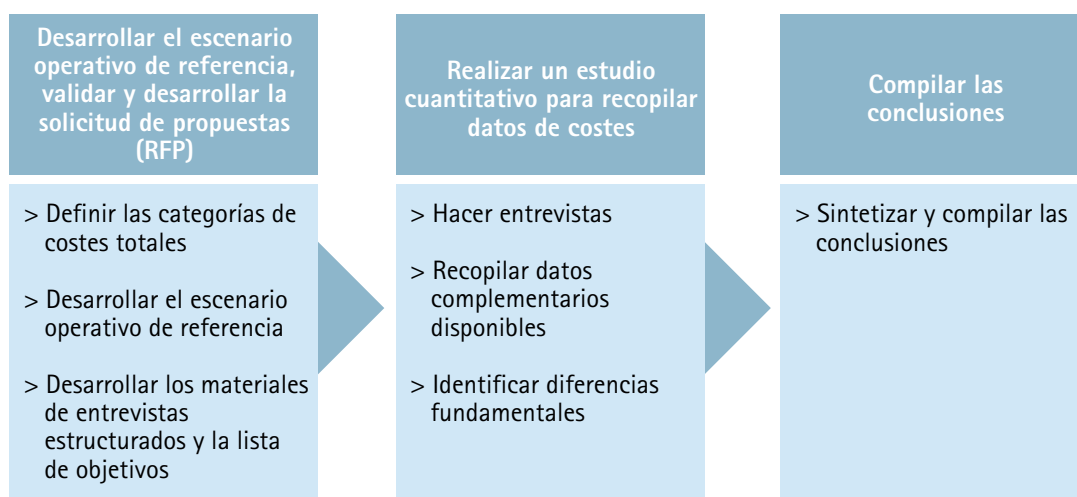 Desarrollar el escenario
operativo de referencia,
validar y desarrollar la
solicitud de propuestas
(RFP)
> Definir las categorías de
costes totales
> Desarrollar el escenario
operativo de referencia
> Desarrollar los materiales
de entrevistas
estructurados y la lista
de objetivos
Realizar un estudio
cuantitativo para recopilar
datos de costes
> Hacer entrevistas
> Recopilar datos
complementarios
disponibles
> Identificar diferencias
fundamentales
Compilar las
conclusiones
> Sintetizar y compilar las
conclusiones